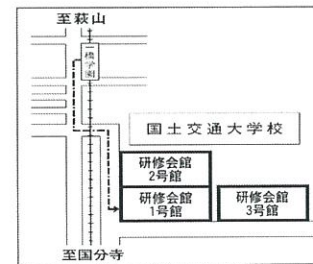 至萩山
一橋学園
国土交通大学校
研修会館
2号館
研修会館
1号館
研修会館
3号館
至国分寺